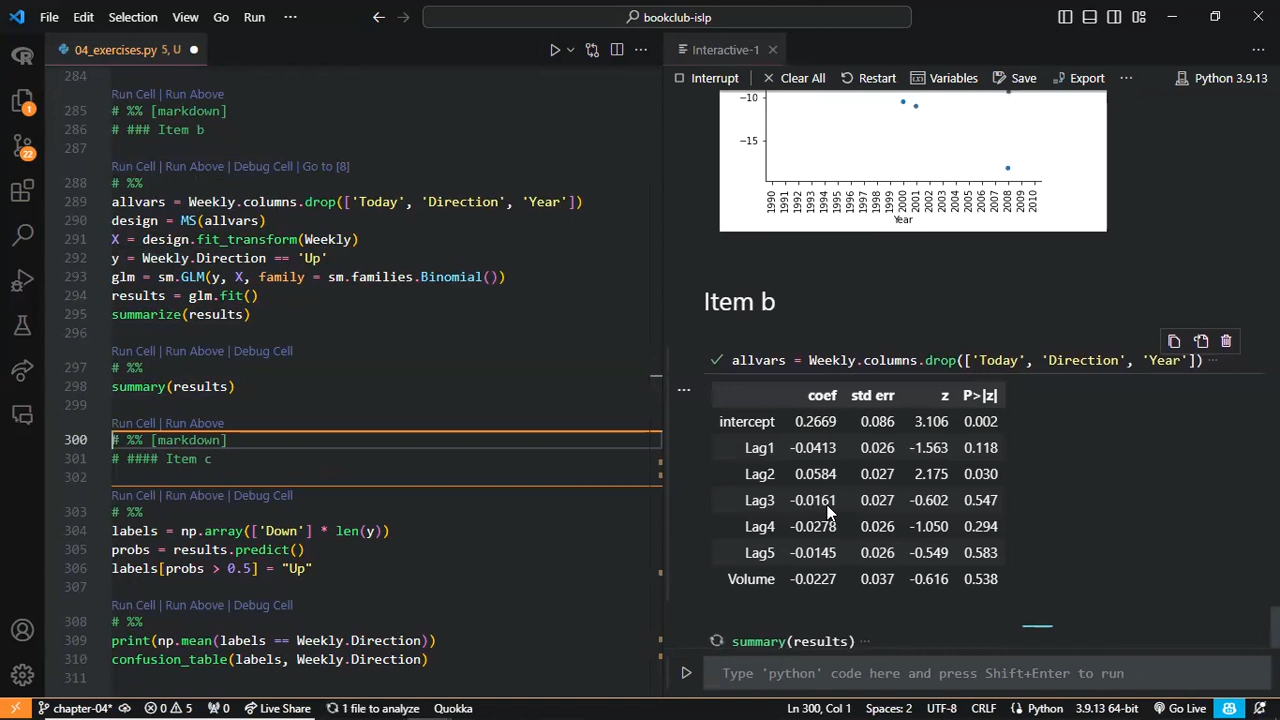 File Edit Selection View Go Run ··· bookclub-islp
04_exercises.py 5, U
284
Run Cell | Run Above
285 # %% [markdown]
286 # ### Item b
287
Run Cell | Run Above | Debug Cell | Go to [8]
288 # %%
289 allvars = Weekly.columns.drop(['Today', 'Direction', 'Year'])
290 design = MS(allvars)
291 X = design.fit_transform(Weekly)
292 y = Weekly.Direction == 'Up'
293 glm = sm.GLM(y, X, family = sm.families.Binomial())
294 results = glm.fit()
295 summarize(results)
296
Run Cell | Run Above | Debug Cell
297 # %%
298 summary(results)
299
Run Cell | Run Above
300 # %% [markdown]
301 # #### Item c
302
Run Cell | Run Above | Debug Cell
303 # %%
304 labels = np.array(['Down'] * len(y))
305 probs = results.predict()
306 labels[probs > 0.5] = "Up"
307
Run Cell | Run Above | Debug Cell
308 # %%
309 print(np.mean(labels == Weekly.Direction))
310 confusion_table(labels, Weekly.Direction)
311
Interactive-1
Interrupt Clear All Restart Variables Save Export ··· Python 3.9.13
−10
−15
1990 1991 1992 1993 1994 1995 1996 1997 1998 1999 2000 2001 2002 2003 2004 2005 2006 2007 2008 2009 2010
Year
Item b
allvars = Weekly.columns.drop(['Today', 'Direction', 'Year']) ···
coef std err z P>|z|
intercept 0.2669 0.086 3.106 0.002
Lag1 -0.0413 0.026 -1.563 0.118
Lag2 0.0584 0.027 2.175 0.030
Lag3 -0.0161 0.027 -0.602 0.547
Lag4 -0.0278 0.026 -1.050 0.294
Lag5 -0.0145 0.026 -0.549 0.583
Volume -0.0227 0.037 -0.616 0.538
summary(results) ···
Type 'python' code here and press Shift+Enter to run
1
22
chapter-04* 0 5 0 Live Share 1 file to analyze Quokka Ln 300, Col 1 Spaces: 2 UTF-8 CRLF Python 3.9.13 64-bit Go Live